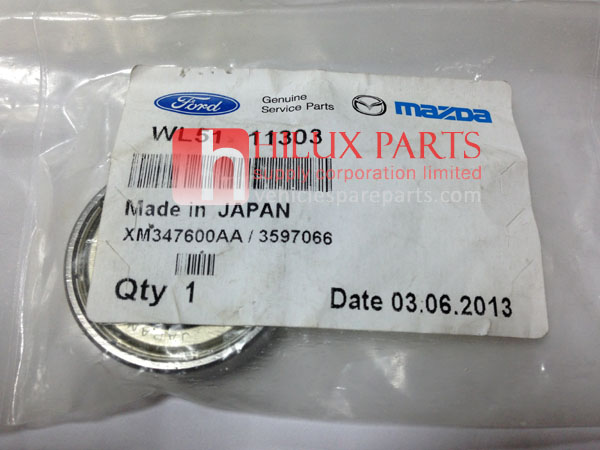 Ford
Genuine
Service Parts
mazda
WL51 11303
h HILUX PARTS
supply corporation limited
vehiclespareparts.com
Made in JAPAN
XM347600AA / 3597066
Qty 1
Date 03.06.2013
JAPAN